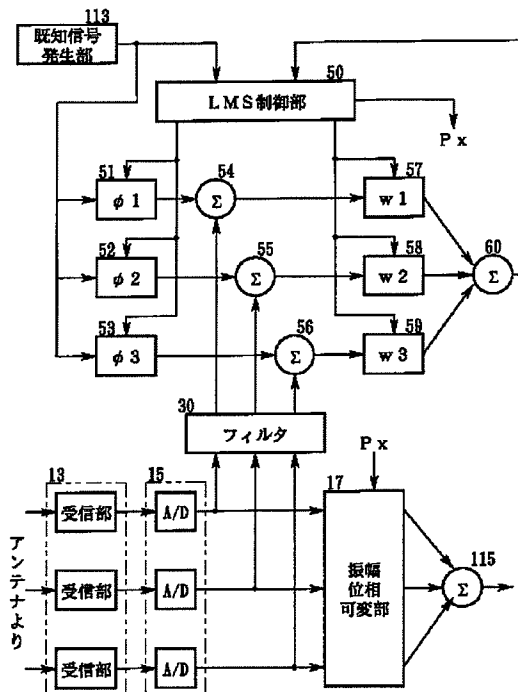 113
既知信号
発生部
50
LMS制御部
Px
51
φ1
54
Σ
57
w1
52
φ2
55
Σ
58
w2
60
Σ
53
φ3
56
Σ
59
w3
30
フィルタ
Px
13
15
17
受信部
A/D
受信部
A/D
受信部
A/D
アンテナより
振幅
位相
可変部
115
Σ